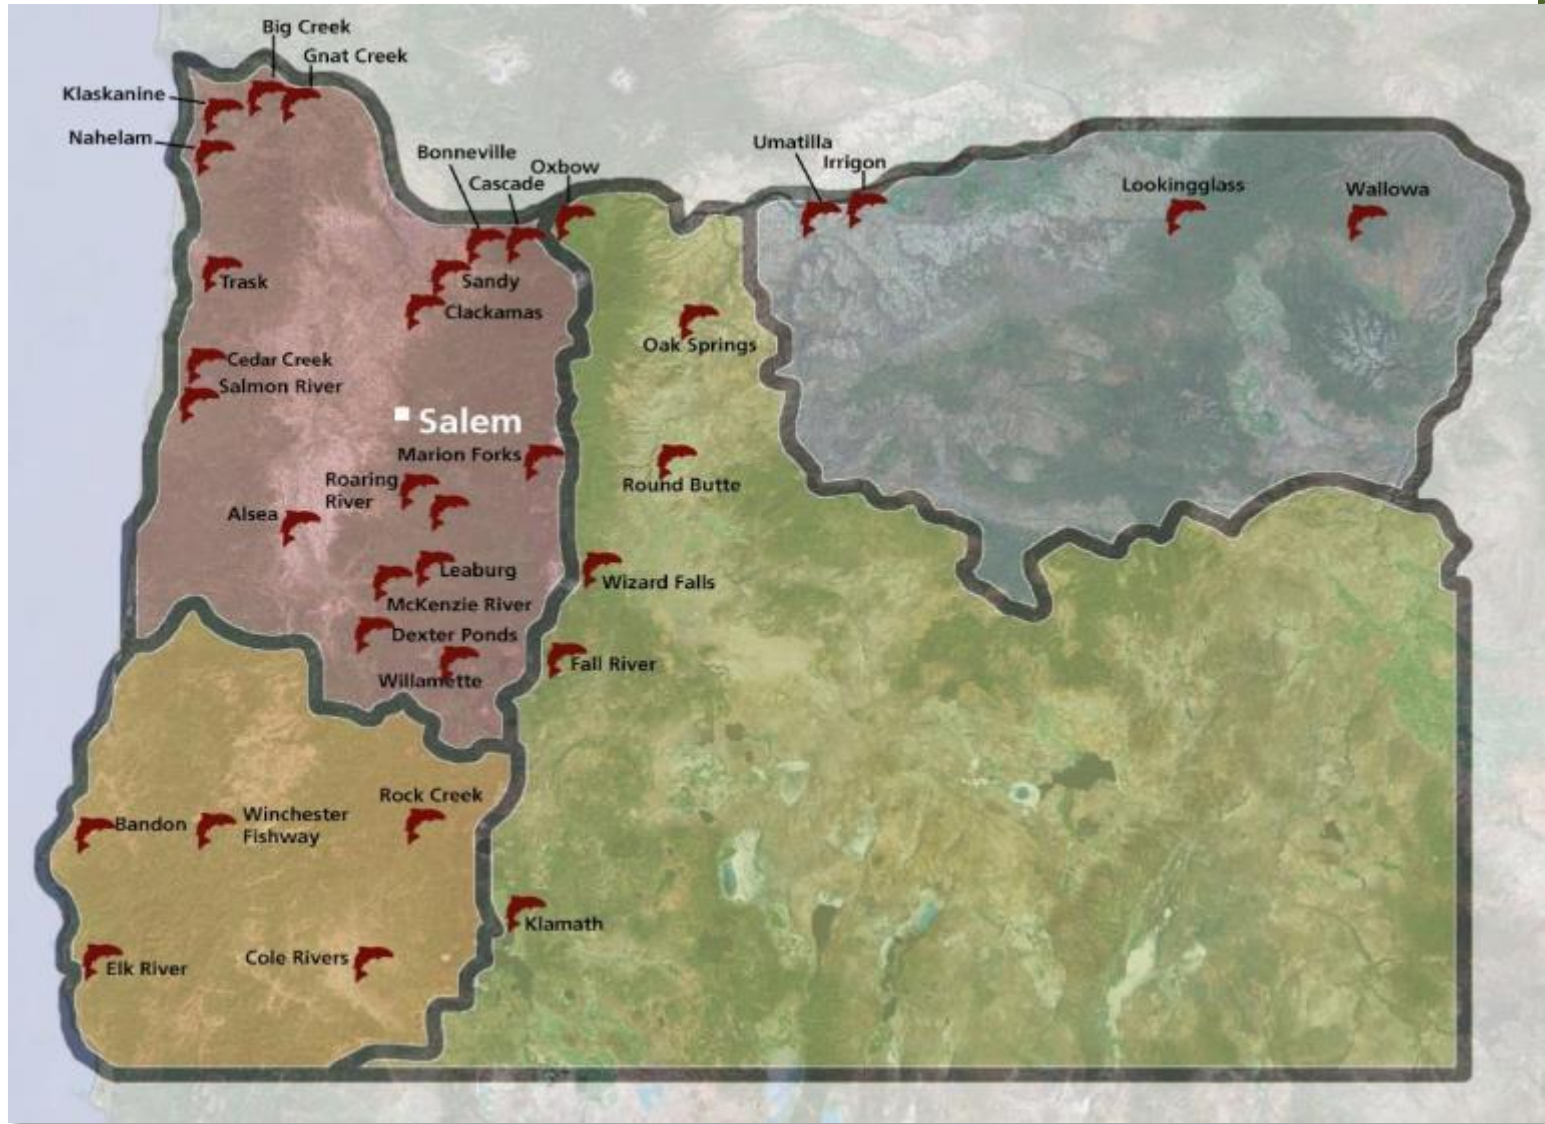 Big Creek
Gnat Creek
Klaskanine
Nahelam
Bonneville
Cascade
Oxbow
Umatilla
Irrigon
Lookingglass
Wallowa
Trask
Sandy
Clackamas
Oak Springs
Cedar Creek
Salmon River
Salem
Marion Forks
Roaring
River
Round Butte
Alsea
Leaburg
Wizard Falls
McKenzie River
Dexter Ponds
Fall River
Willamette
Rock Creek
Bandon
Winchester
Fishway
Klamath
Elk River
Cole Rivers